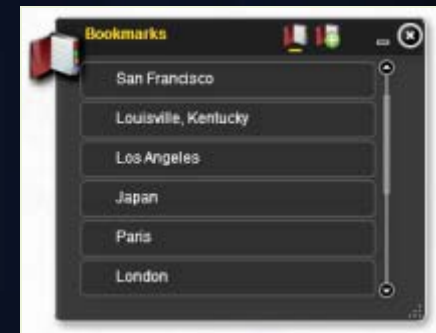 Bookmarks
San Francisco
Louisville, Kentucky
Los Angeles
Japan
Paris
London